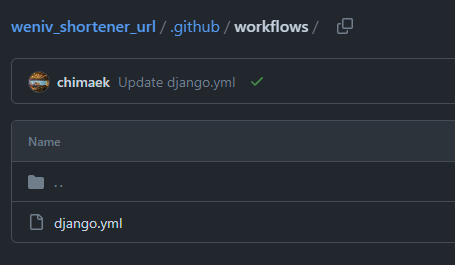 weniv_shortener_url / .github / workflows /
chimaek Update django.yml
Name
..
django.yml